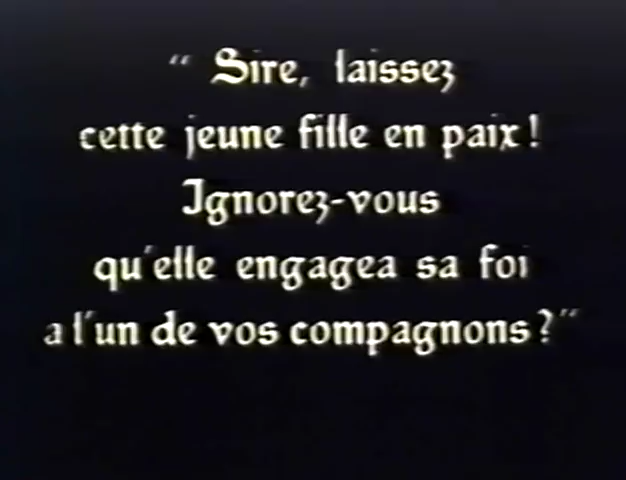 “ Sire, laissez
cette jeune fille en paix !
Ignorez-vous
qu'elle engagea sa foi
a l'un de vos compagnons ? “